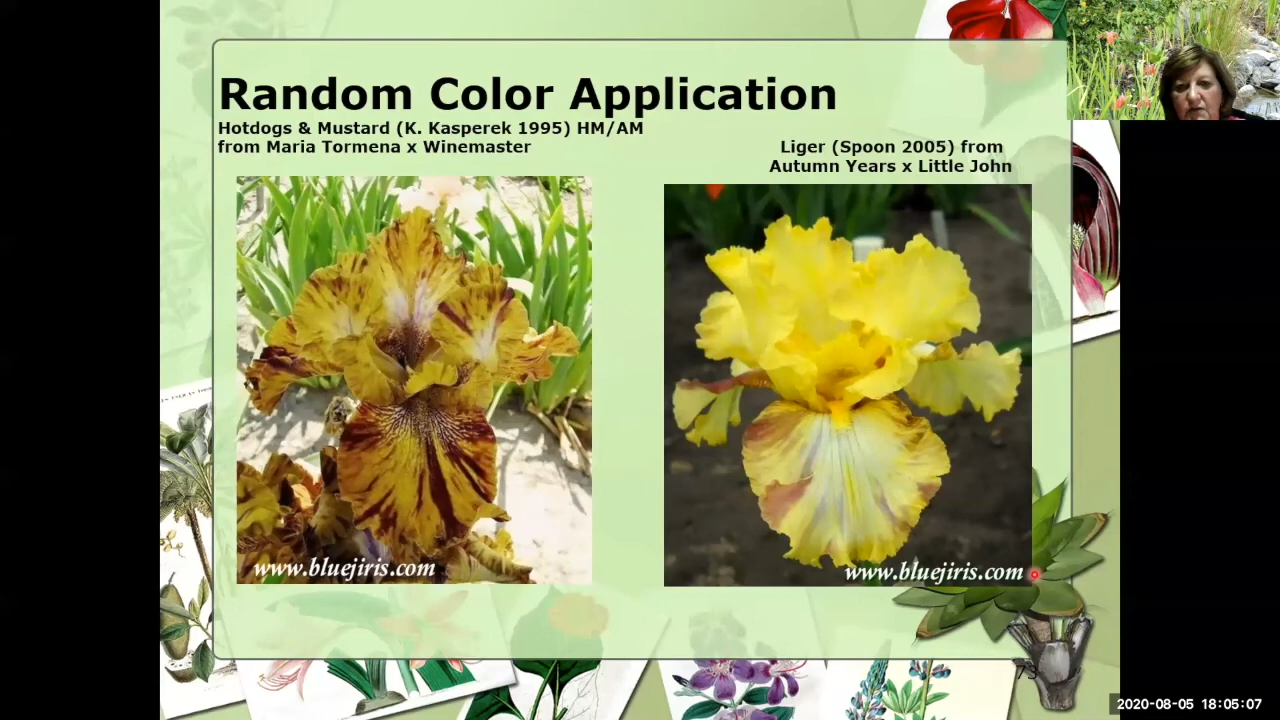 Random Color Application
Hotdogs & Mustard (K. Kasperek 1995) HM/AM
from Maria Tormena x Winemaster
Liger (Spoon 2005) from
Autumn Years x Little John
www.bluejiris.com
www.bluejiris.com
73
2020-08-05 18:05:07